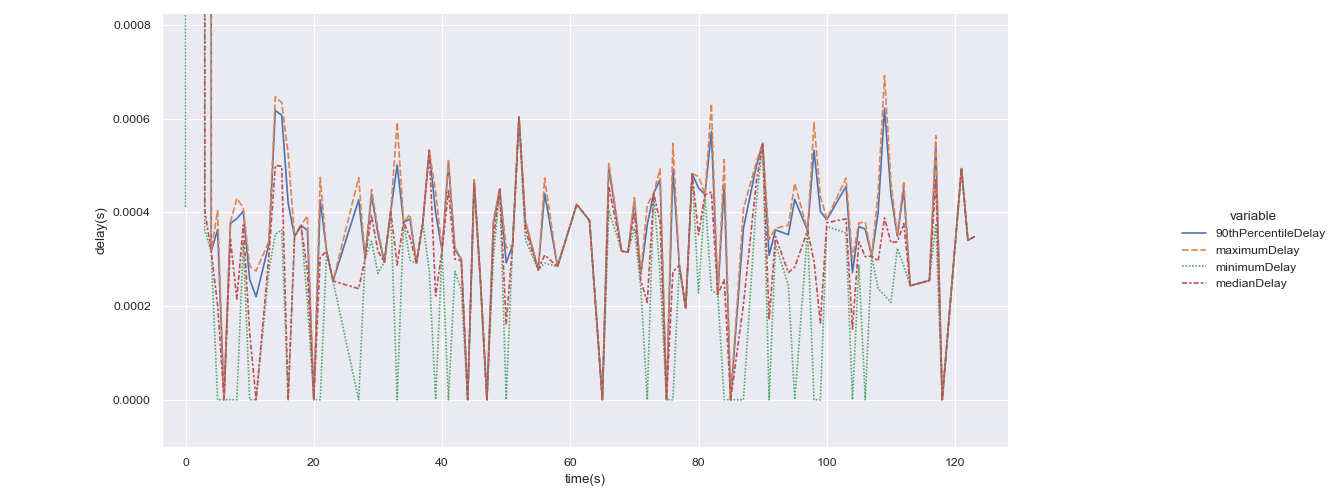 0.0008
0.0006
0.0004
0.0002
0.0000
delay(s)
0 20 40 60 80 100 120
time(s)
variable
90thPercentileDelay
maximumDelay
minimumDelay
medianDelay